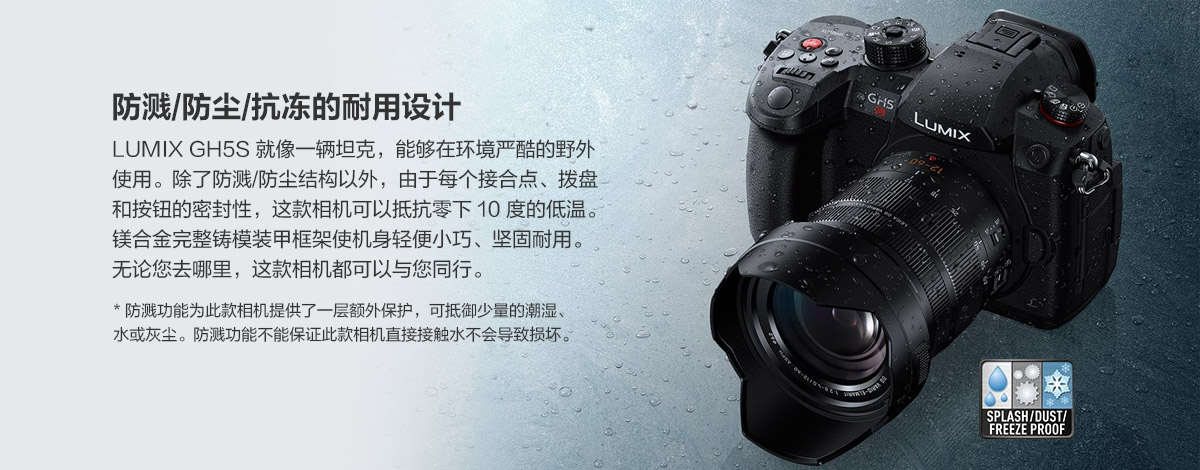 防溅/防尘/抗冻的耐用设计
LUMIX GH5S 就像一辆坦克，能够在环境严酷的野外
使用。除了防溅/防尘结构以外，由于每个接合点、拨盘
和按钮的密封性，这款相机可以抵抗零下 10 度的低温。
镁合金完整铸模装甲框架使机身轻便小巧、坚固耐用。
无论您去哪里，这款相机都可以与您同行。
* 防溅功能为此款相机提供了一层额外保护，可抵御少量的潮湿、
水或灰尘。防溅功能不能保证此款相机直接接触水不会导致损坏。
GH5
S
LUMIX
12-60
SPLASH/DUST/
FREEZE PROOF